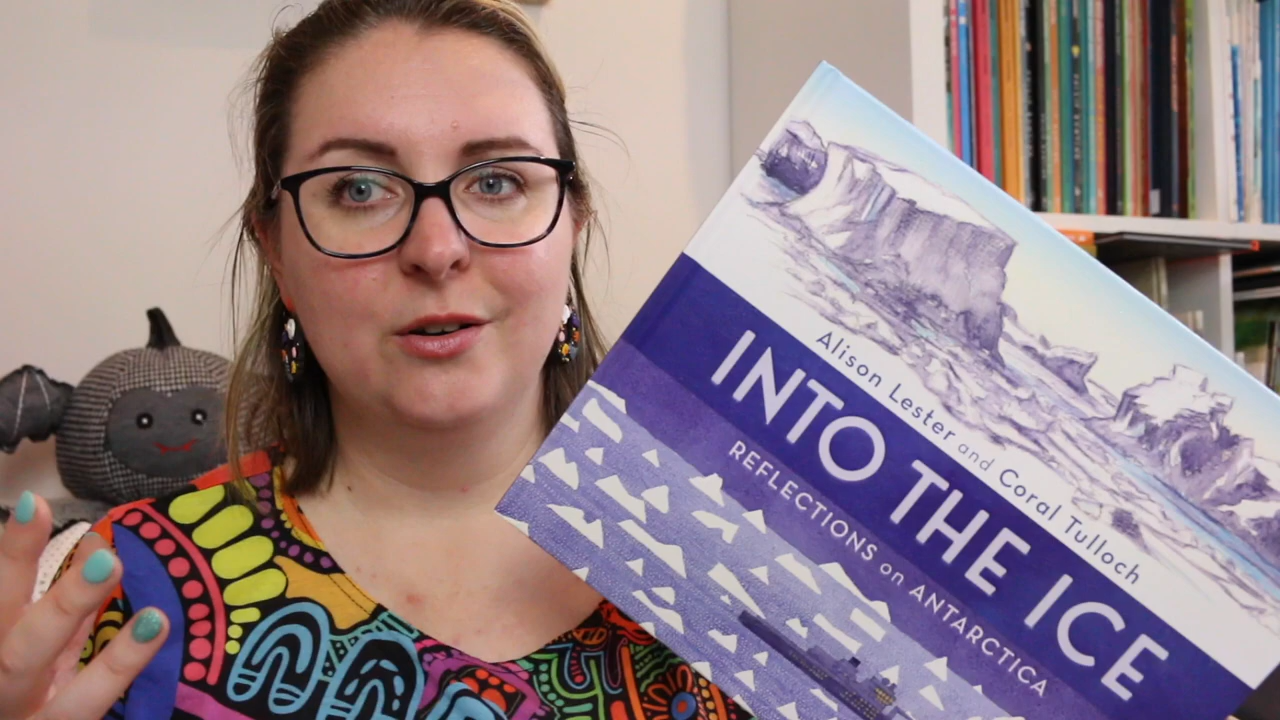 Alison Lester and Coral Tulloch
INTO THE ICE
REFLECTIONS on ANTARCTICA